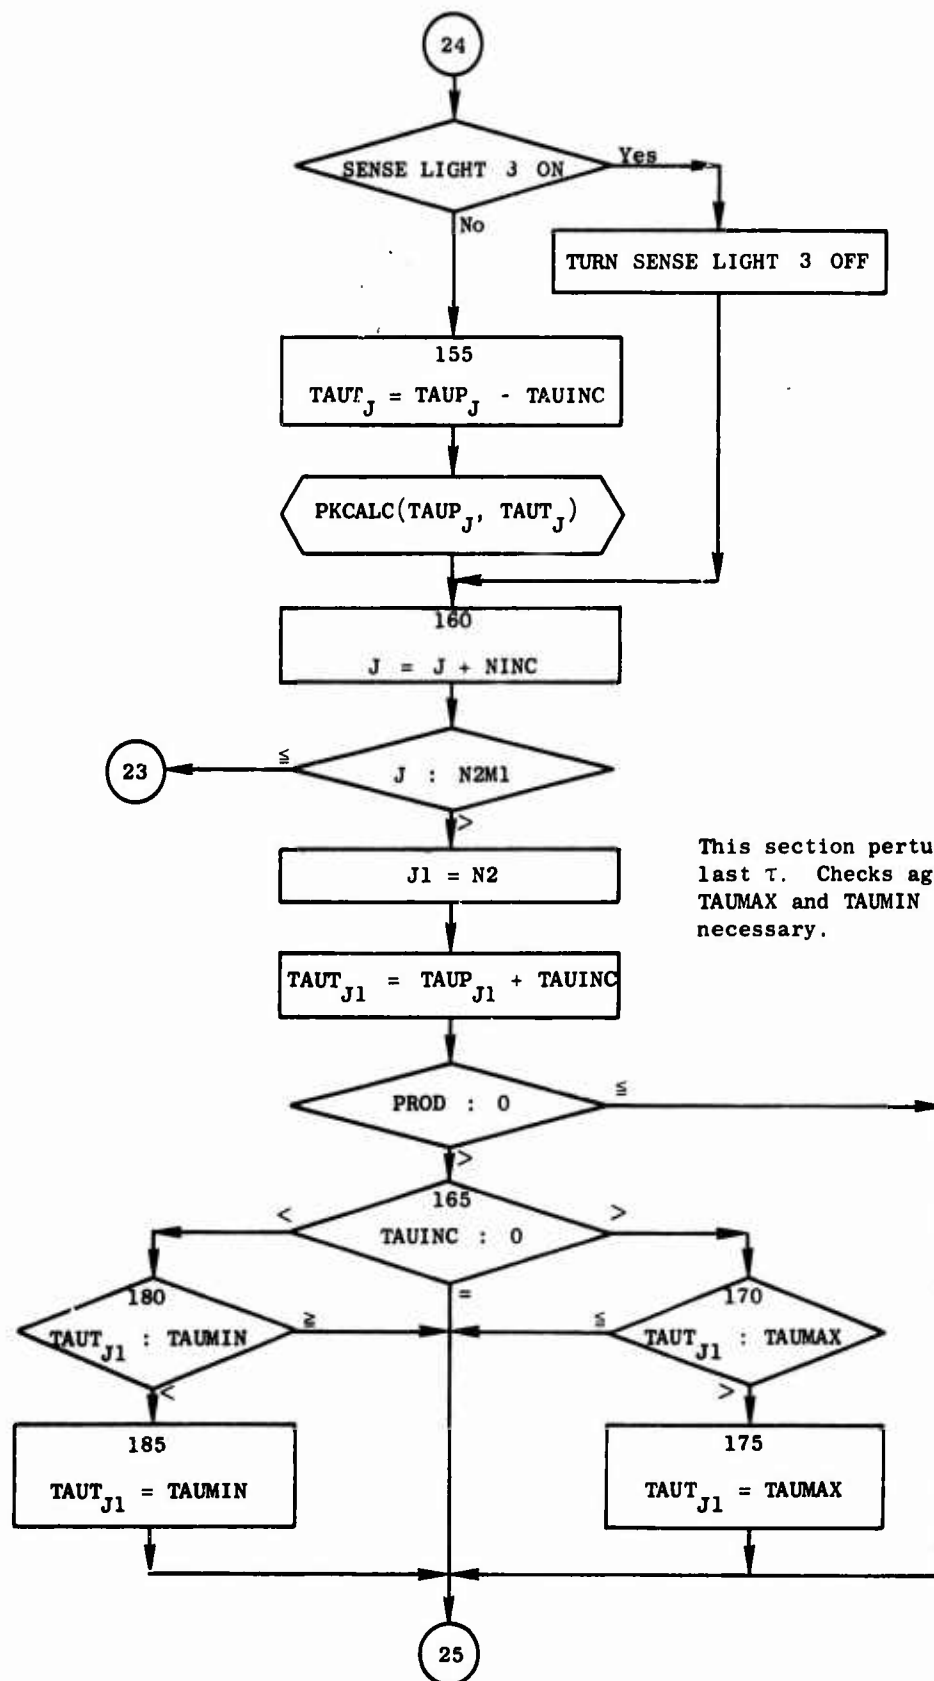 24
SENSE LIGHT 3 ON
Yes
No
TURN SENSE LIGHT 3 OFF
155
TAUT_J = TAUP_J - TAUINC
PKCALC(TAUP_J, TAUT_J)
160
J = J + NINC
≦
23
J : N2M1
>
J1 = N2
This section pertu
last τ. Checks ag
TAUMAX and TAUMIN
necessary.
TAUT_J1 = TAUP_J1 + TAUINC
PROD : 0
≦
>
165
<
TAUINC : 0
>
=
180
TAUT_J1 : TAUMIN
≧
<
170
≦
TAUT_J1 : TAUMAX
>
185
TAUT_J1 = TAUMIN
175
TAUT_J1 = TAUMAX
25